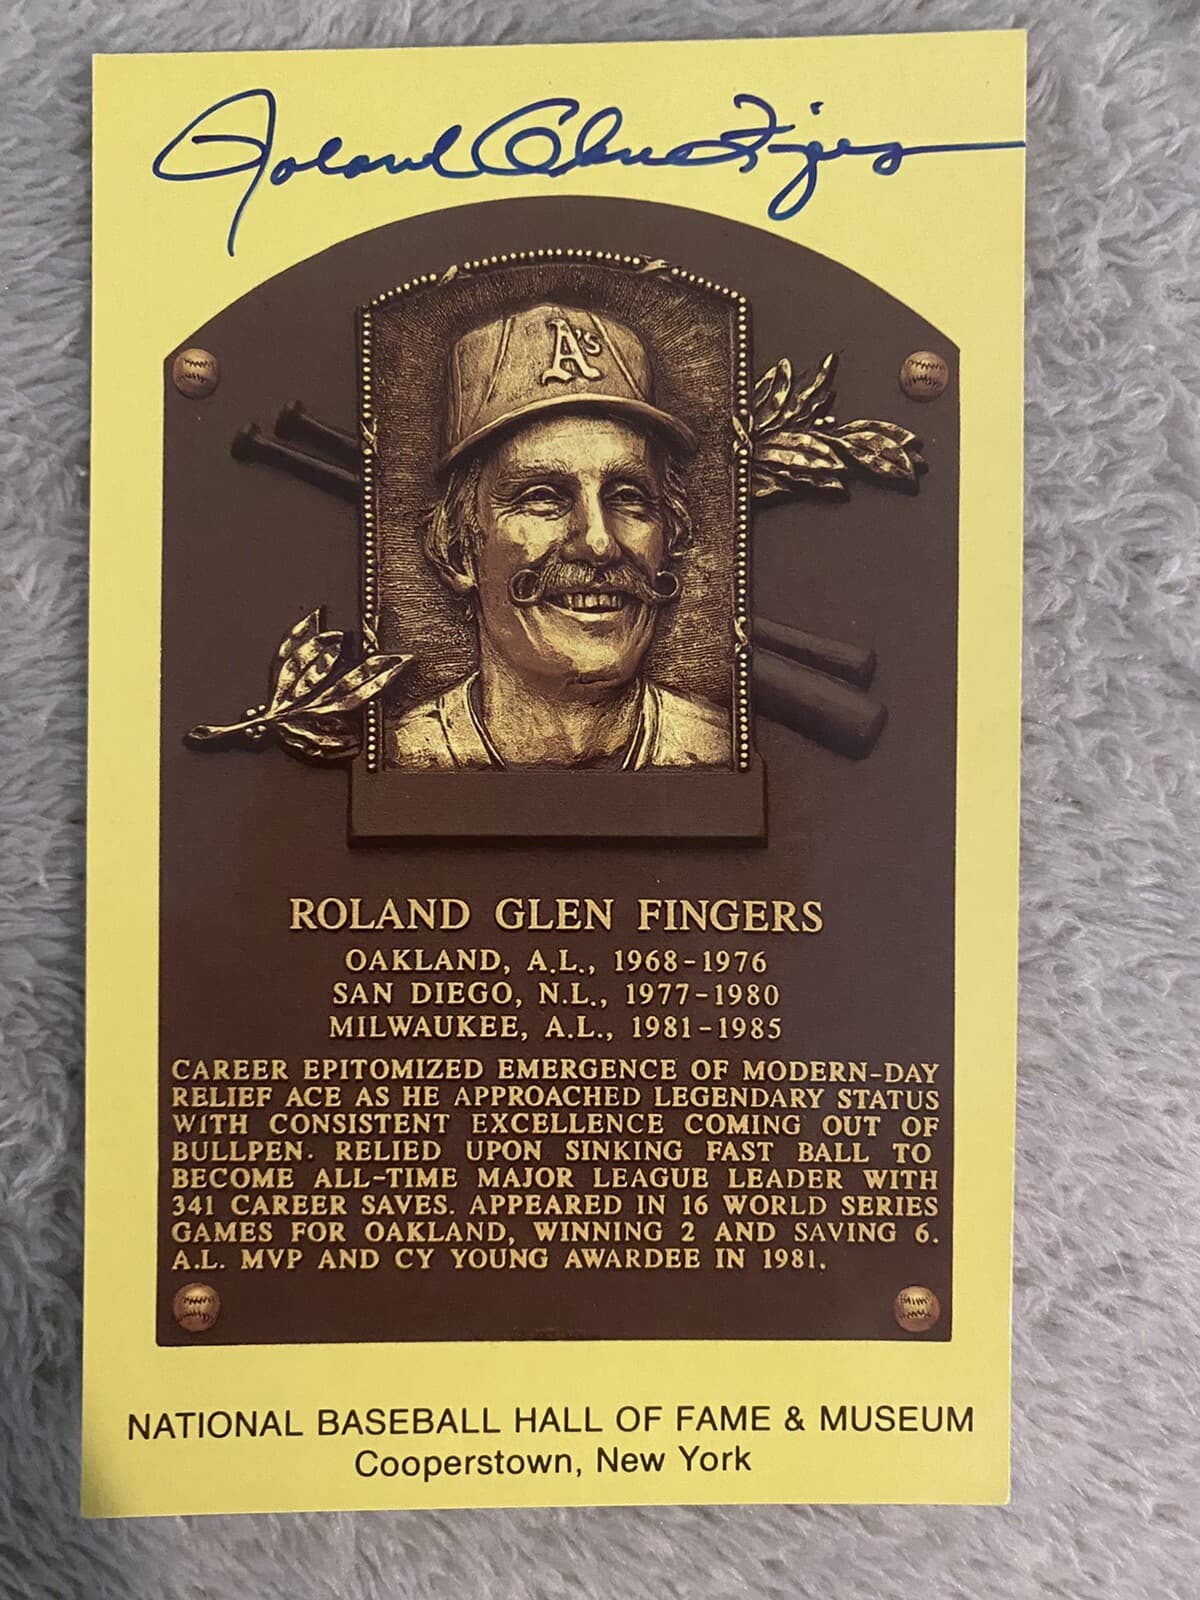 Roland Glen Fingers
A's
ROLAND GLEN FINGERS
OAKLAND, A.L., 1968-1976
SAN DIEGO, N.L., 1977-1980
MILWAUKEE, A.L., 1981-1985
CAREER EPITOMIZED EMERGENCE OF MODERN-DAY
RELIEF ACE AS HE APPROACHED LEGENDARY STATUS
WITH CONSISTENT EXCELLENCE COMING OUT OF
BULLPEN. RELIED UPON SINKING FAST BALL TO
BECOME ALL-TIME MAJOR LEAGUE LEADER WITH
341 CAREER SAVES. APPEARED IN 16 WORLD SERIES
GAMES FOR OAKLAND, WINNING 2 AND SAVING 6.
A.L. MVP AND CY YOUNG AWARDEE IN 1981.
NATIONAL BASEBALL HALL OF FAME & MUSEUM
Cooperstown, New York